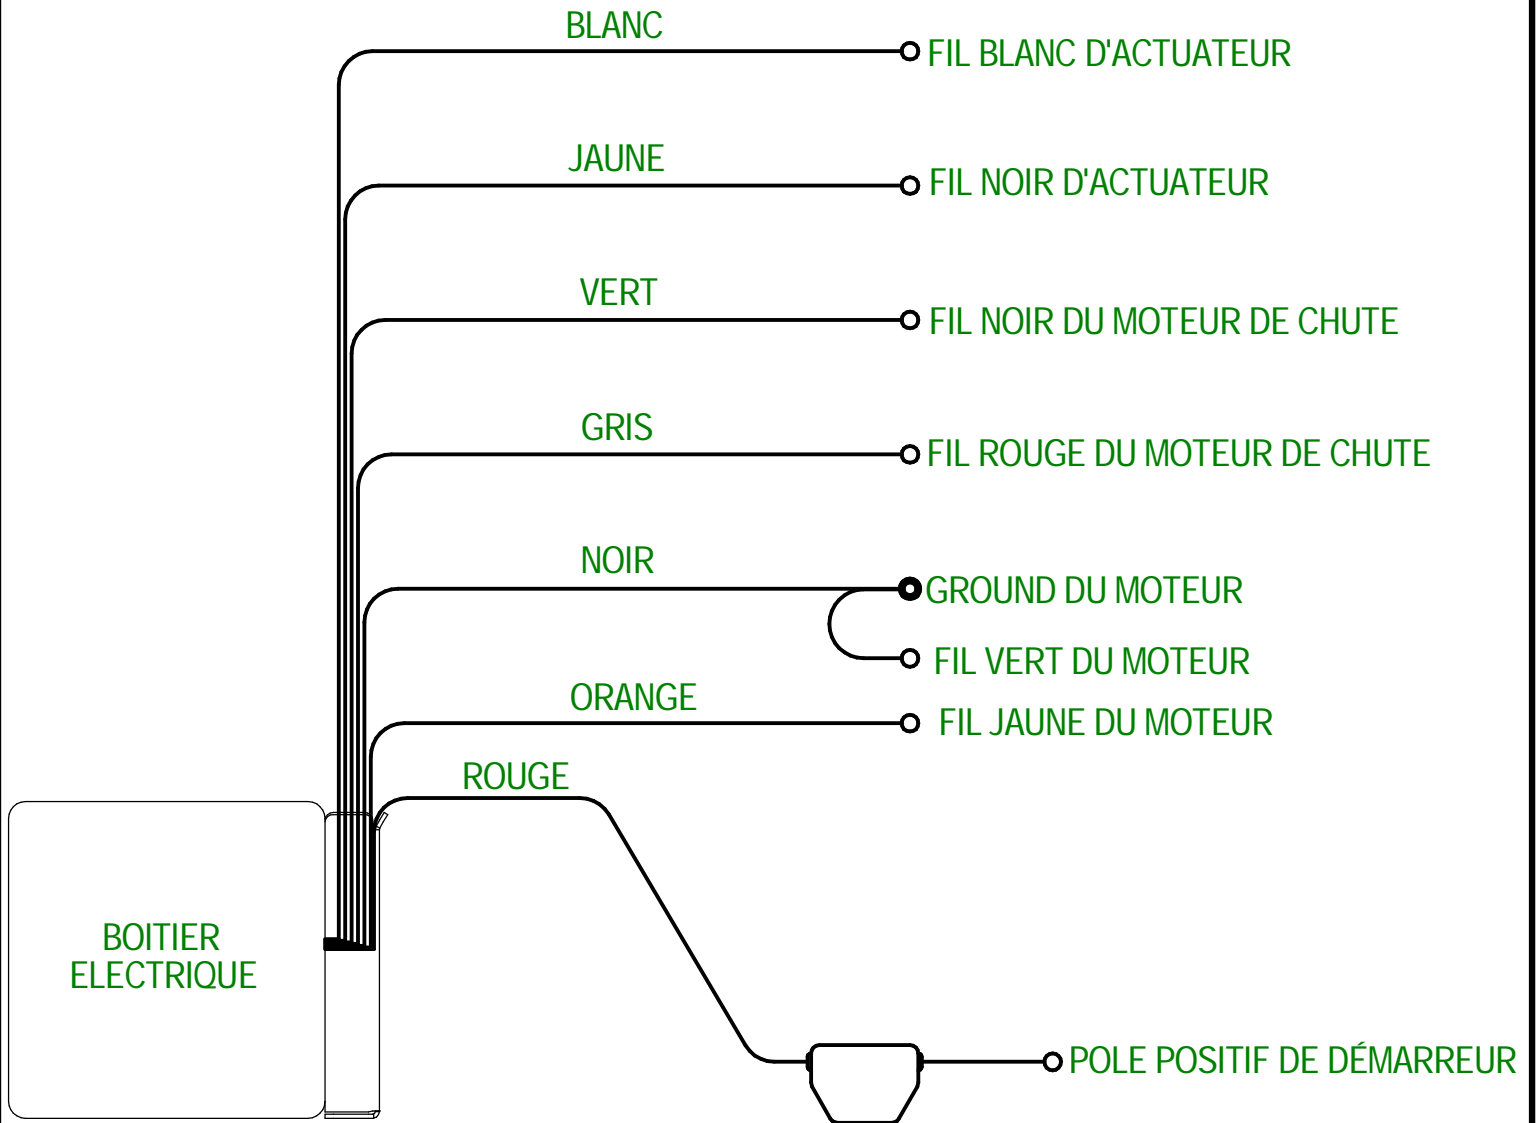 BLANC
FIL BLANC D'ACTUATEUR
JAUNE
FIL NOIR D'ACTUATEUR
VERT
FIL NOIR DU MOTEUR DE CHUTE
GRIS
FIL ROUGE DU MOTEUR DE CHUTE
NOIR
GROUND DU MOTEUR
FIL VERT DU MOTEUR
ORANGE
FIL JAUNE DU MOTEUR
ROUGE
BOITIER
ELECTRIQUE
POLE POSITIF DE DÉMARREUR